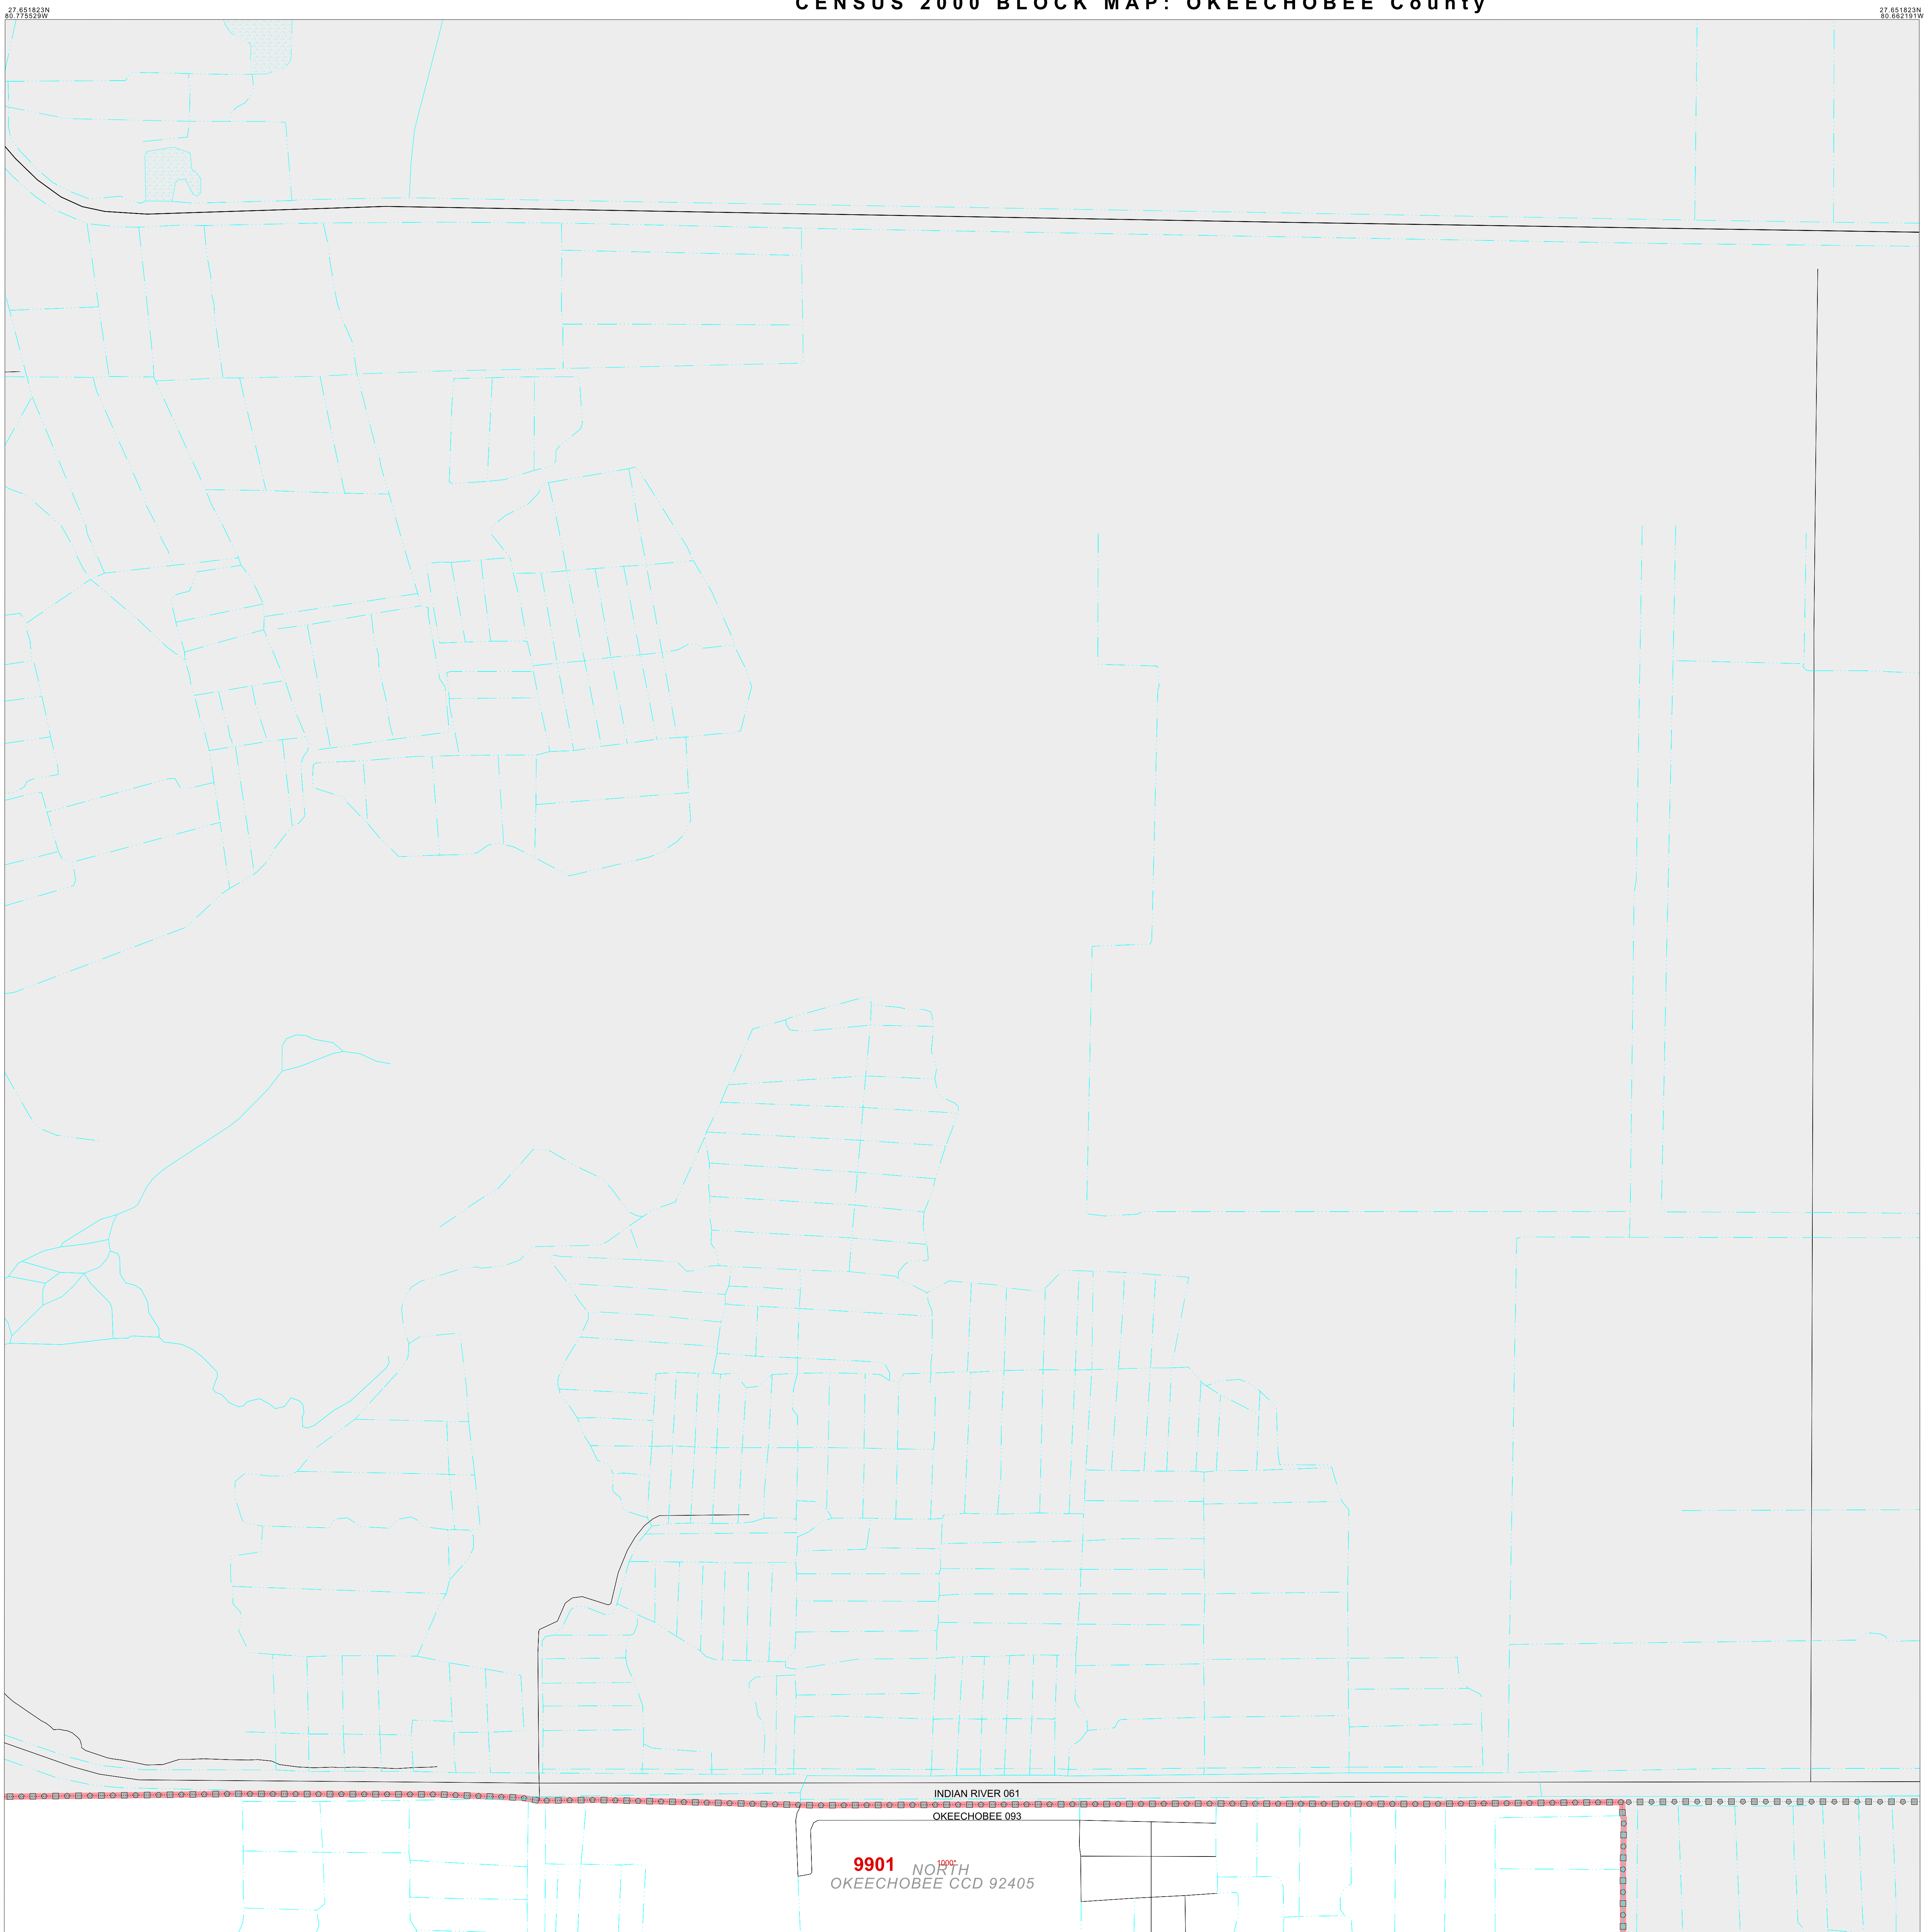 CENSUS 2000 BLOCK MAP: OKEECHOBEE County
27.651823N
80.775529W
27.651823N
80.662191W
INDIAN RIVER 061
OKEECHOBEE 093
9901
1000*
NORTH
OKEECHOBEE CCD 92405